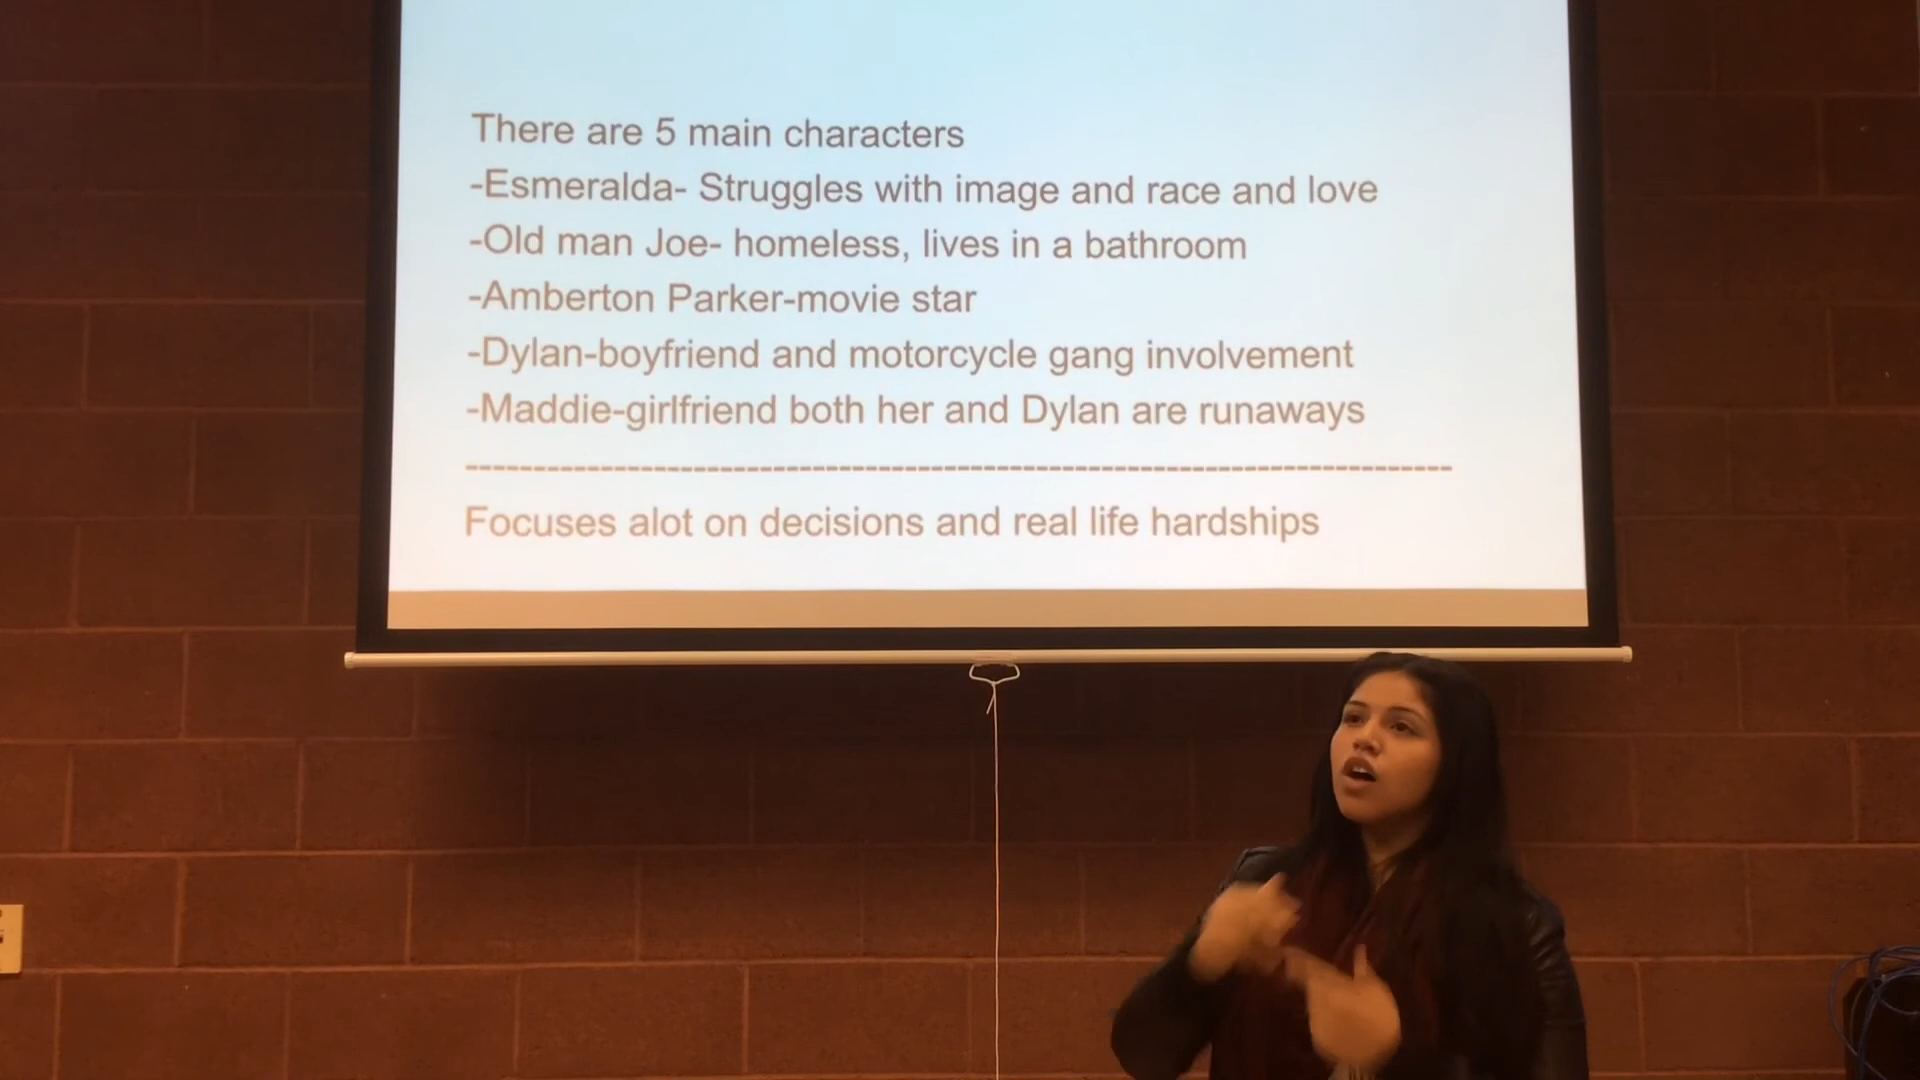 There are 5 main characters
-Esmeralda- Struggles with image and race and love
-Old man Joe- homeless, lives in a bathroom
-Amberton Parker-movie star
-Dylan-boyfriend and motorcycle gang involvement
-Maddie-girlfriend both her and Dylan are runaways
--------------------------------------------------------------------------
Focuses alot on decisions and real life hardships